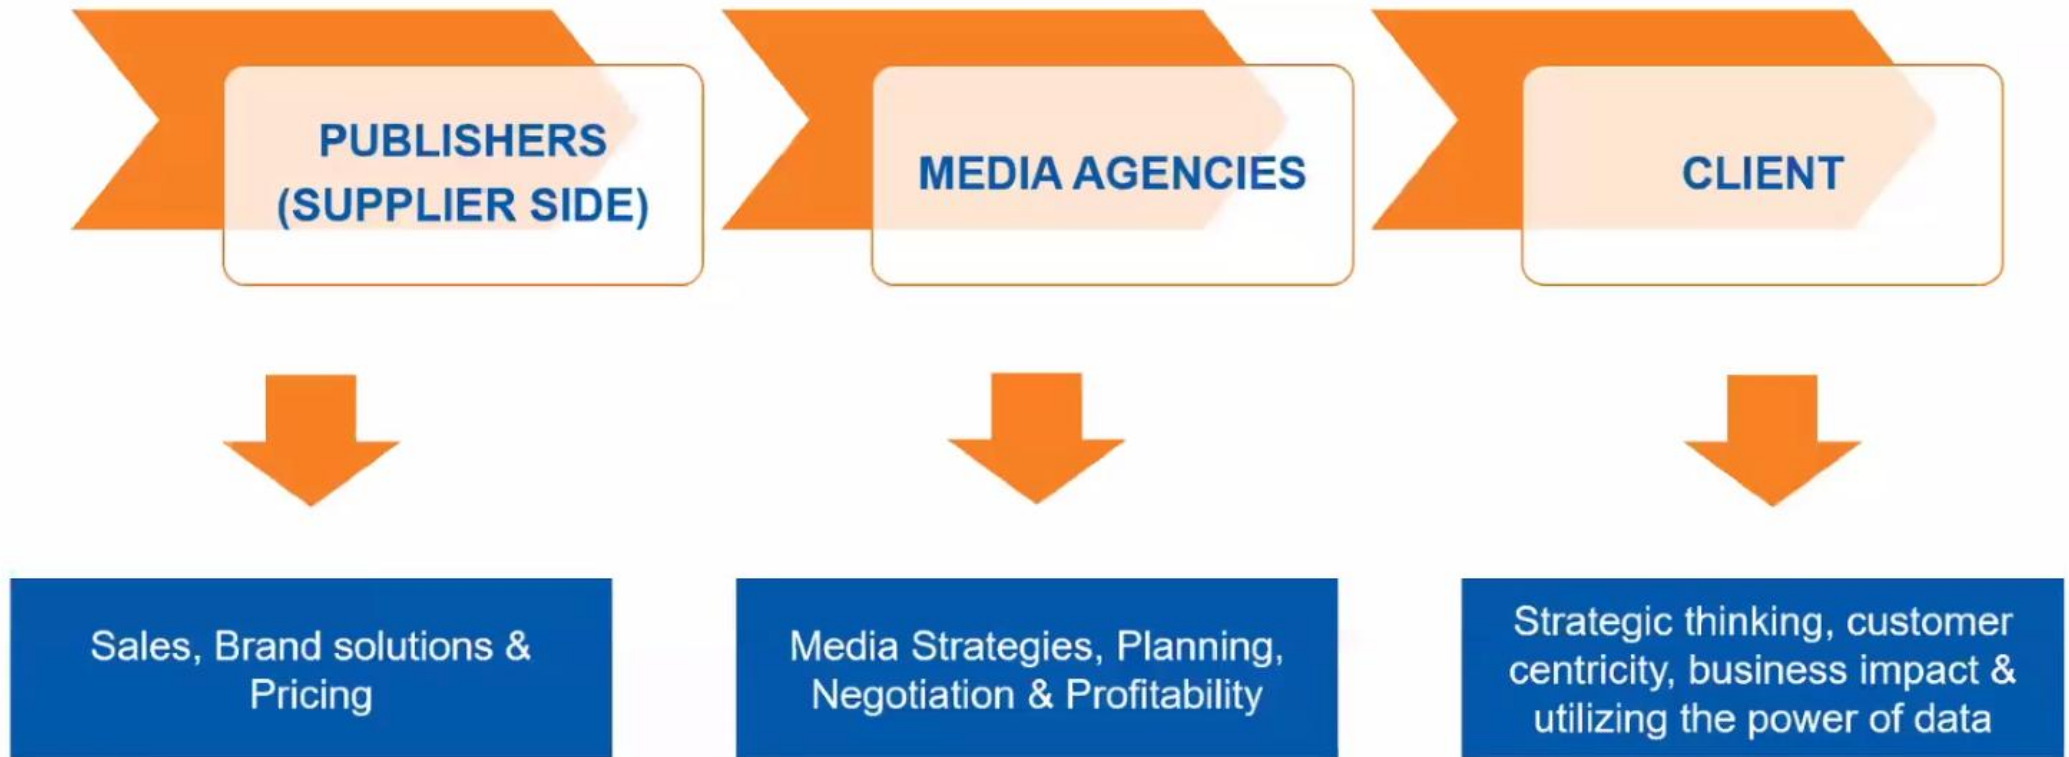 PUBLISHERS
(SUPPLIER SIDE)
MEDIA AGENCIES
CLIENT
Sales, Brand solutions &
Pricing
Media Strategies, Planning,
Negotiation & Profitability
Strategic thinking, customer
centricity, business impact &
utilizing the power of data